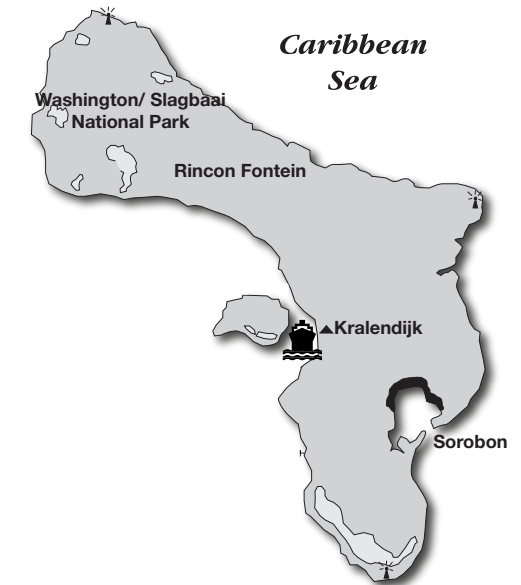 Caribbean
Sea
Washington/ Slagbaai
National Park
Rincon Fontein
Kralendijk
Sorobon